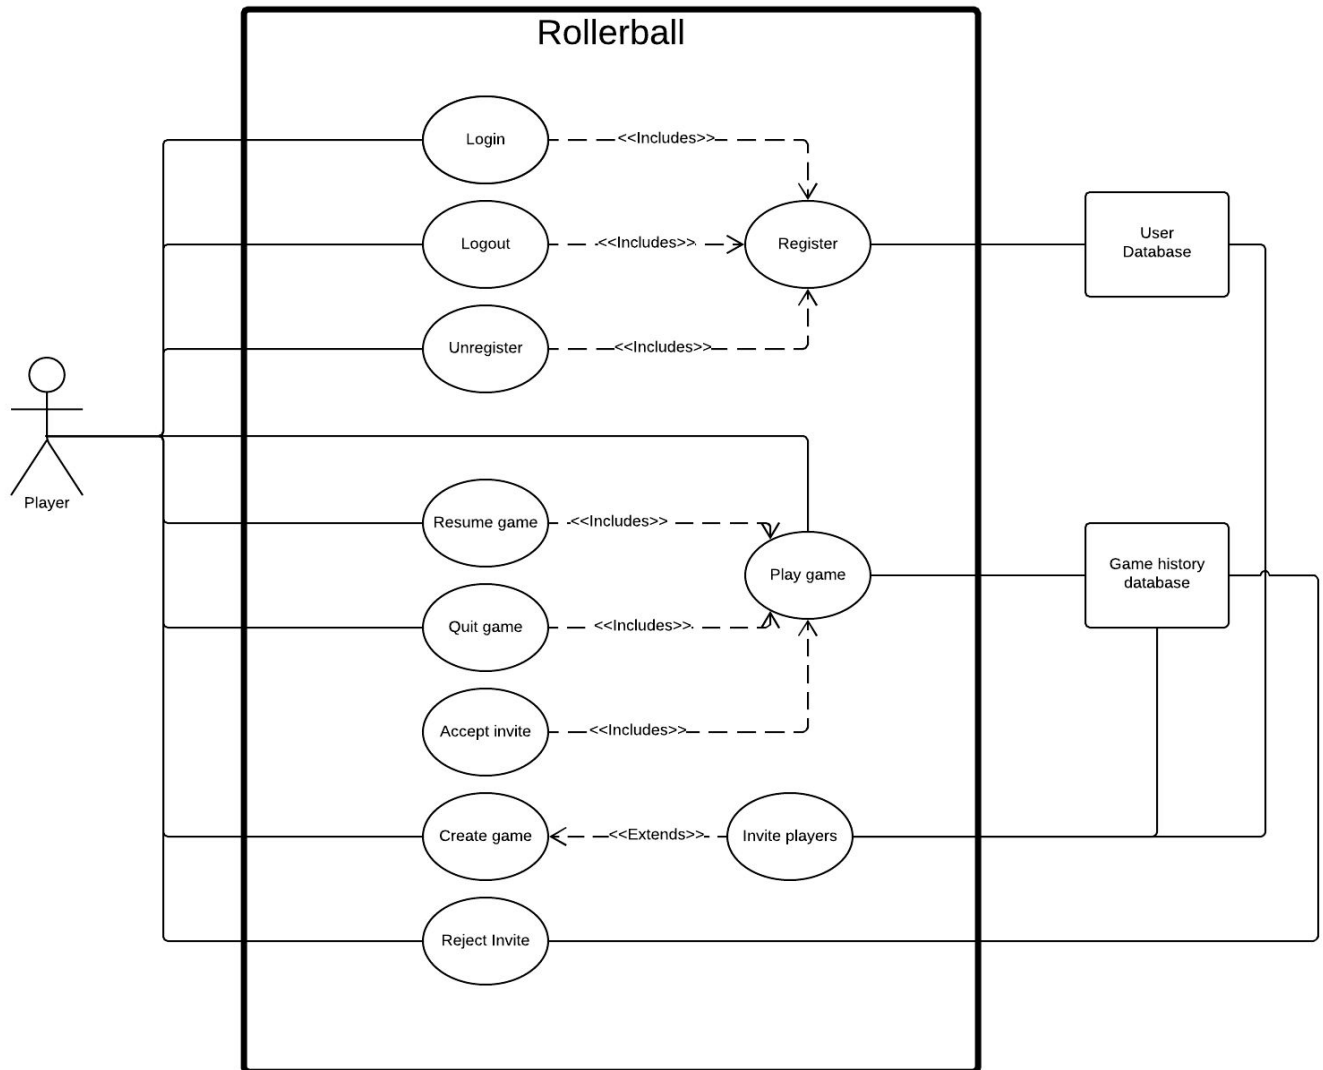 Rollerball
Login
<<Includes>>
Logout
<<Includes>>
Register
User
Database
Unregister
<<Includes>>
Player
Resume game
<<Includes>>
Play game
Game history
database
Quit game
<<Includes>>
Accept invite
<<Includes>>
Create game
<<Extends>>
Invite players
Reject Invite